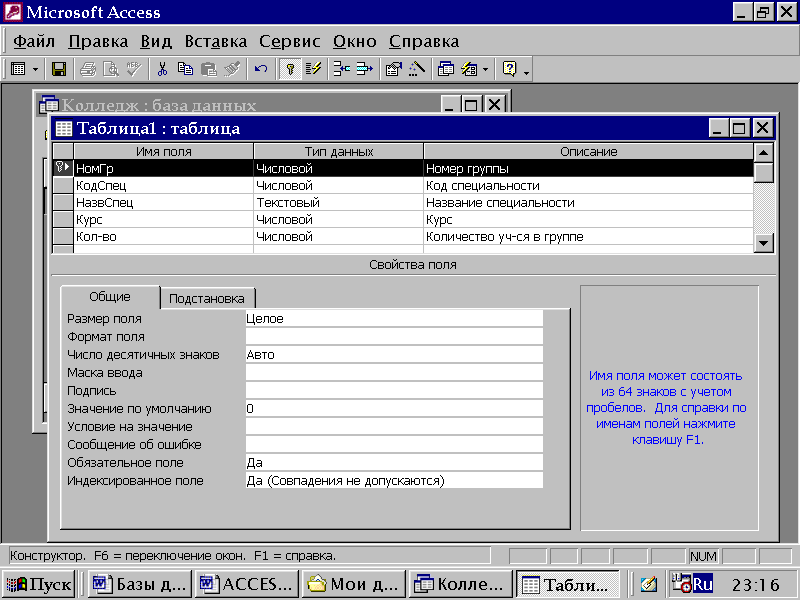 Microsoft Access
Файл Правка Вид Вставка Сервис Окно Справка
Колледж : база данных
Таблица1 : таблица
Имя поля Тип данных Описание
НомГр Числовой Номер группы
КодСпец Числовой Код специальности
НазвСпец Текстовый Название специальности
Курс Числовой Курс
Кол-во Числовой Количество уч-ся в группе
Свойства поля
Общие Подстановка
Размер поля Целое
Формат поля
Число десятичных знаков Авто
Маска ввода
Подпись
Значение по умолчанию 0
Условие на значение
Сообщение об ошибке
Обязательное поле Да
Индексированное поле Да (Совпадения не допускаются)
Имя поля может состоять
из 64 знаков с учетом
пробелов. Для справки по
именам полей нажмите
клавишу F1.
Конструктор. F6 = переключение окон. F1 = справка. NUM
Пуск Базы д... ACCES... Мои д... Колле... Табли... Ru 23:16